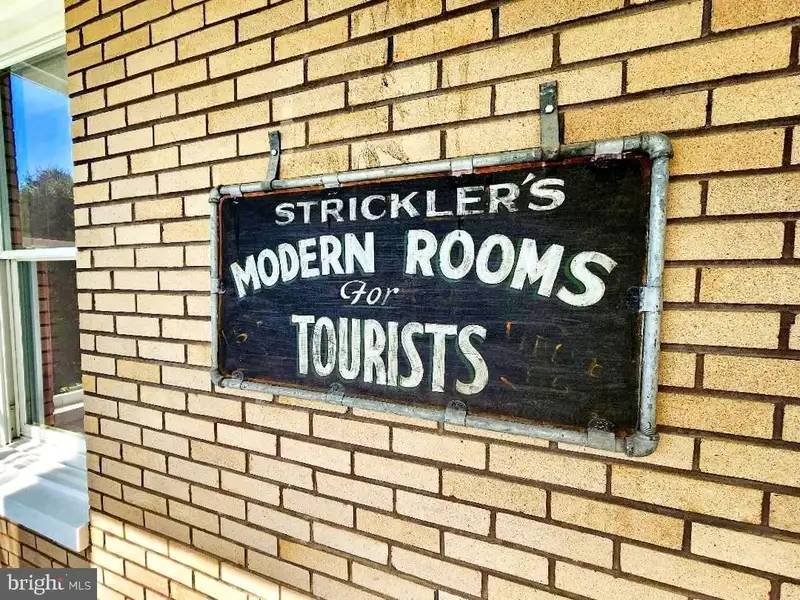 STRICKLER'S
MODERN ROOMS
For
TOURISTS
bright MLS